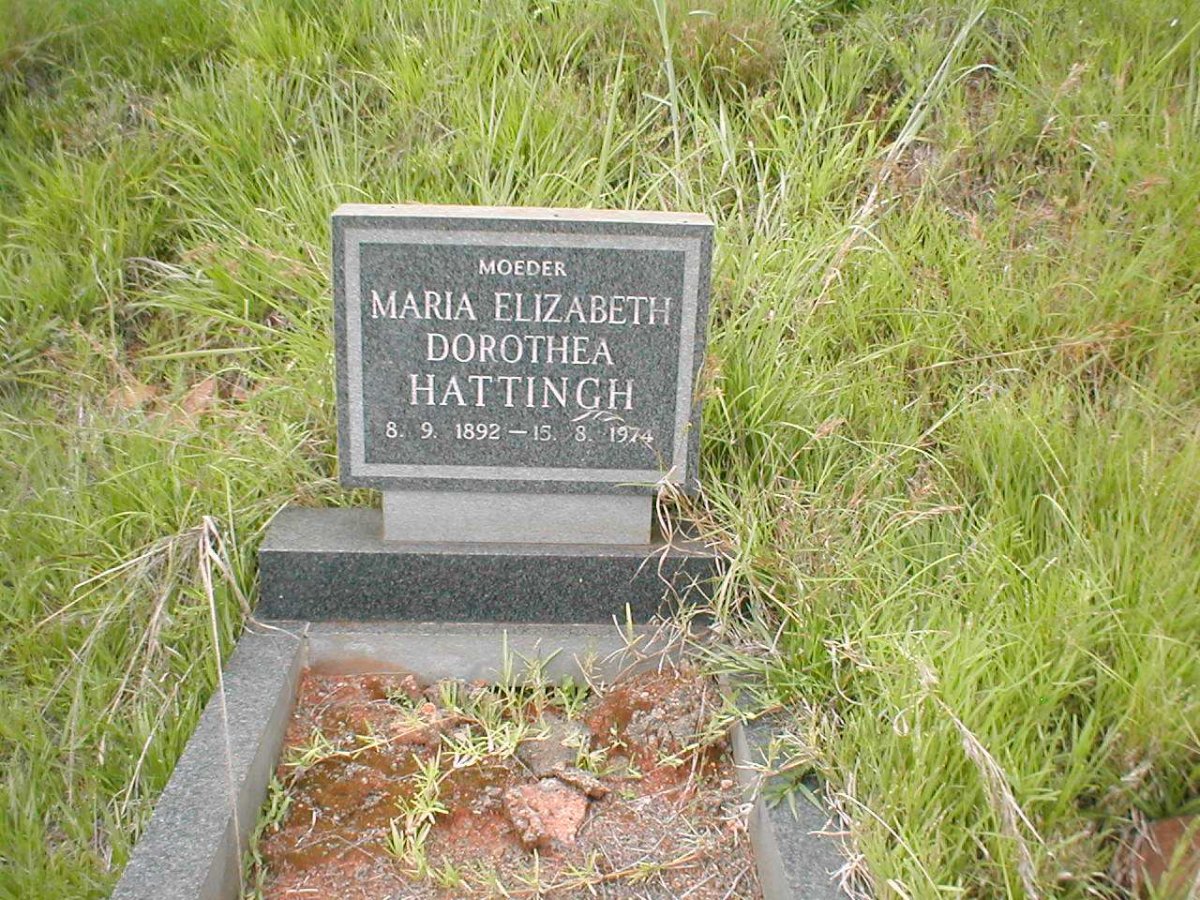 MOEDER
MARIA ELIZABETH
DOROTHEA
HATTINGH
8. 9. 1892 – 15. 8. 1974